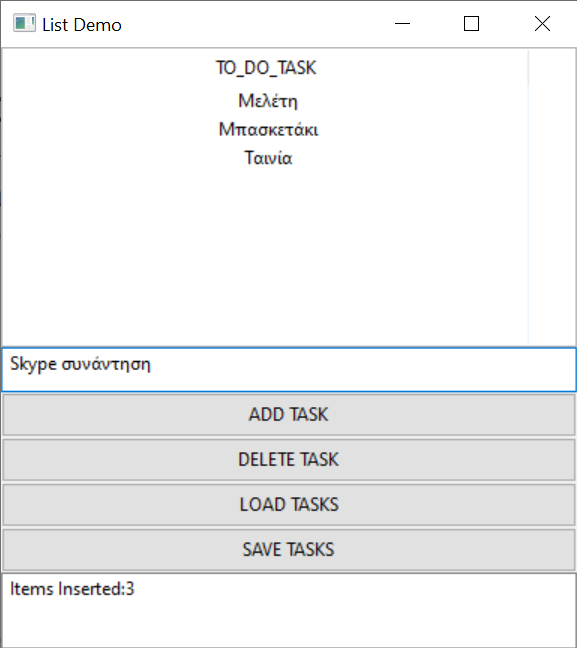 List Demo
TO_DO_TASK
Μελέτη
Μπασκετάκι
Ταινία
Skype συνάντηση
ADD TASK
DELETE TASK
LOAD TASKS
SAVE TASKS
Items Inserted:3